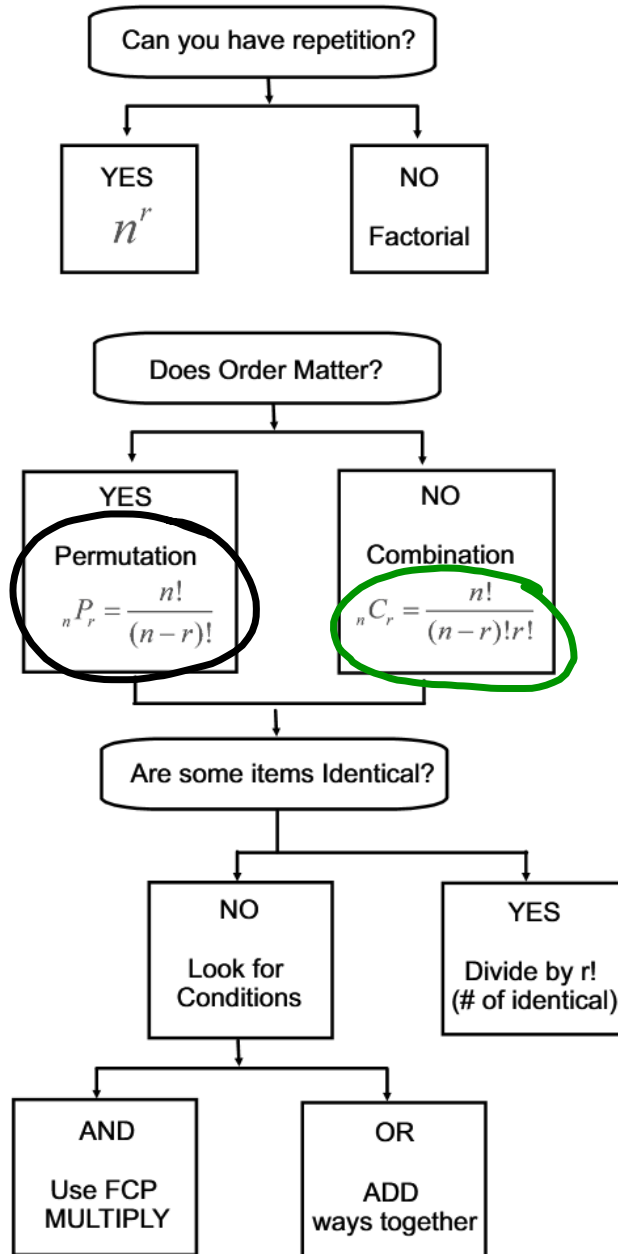 Can you have repetition?
YES
n^r
NO
Factorial
Does Order Matter?
YES
Permutation
nPr = n! / (n – r)!
NO
Combination
nCr = n! / (n – r)!r!
Are some items Identical?
NO
Look for
Conditions
YES
Divide by r!
(# of identical)
AND
Use FCP
MULTIPLY
OR
ADD
ways together